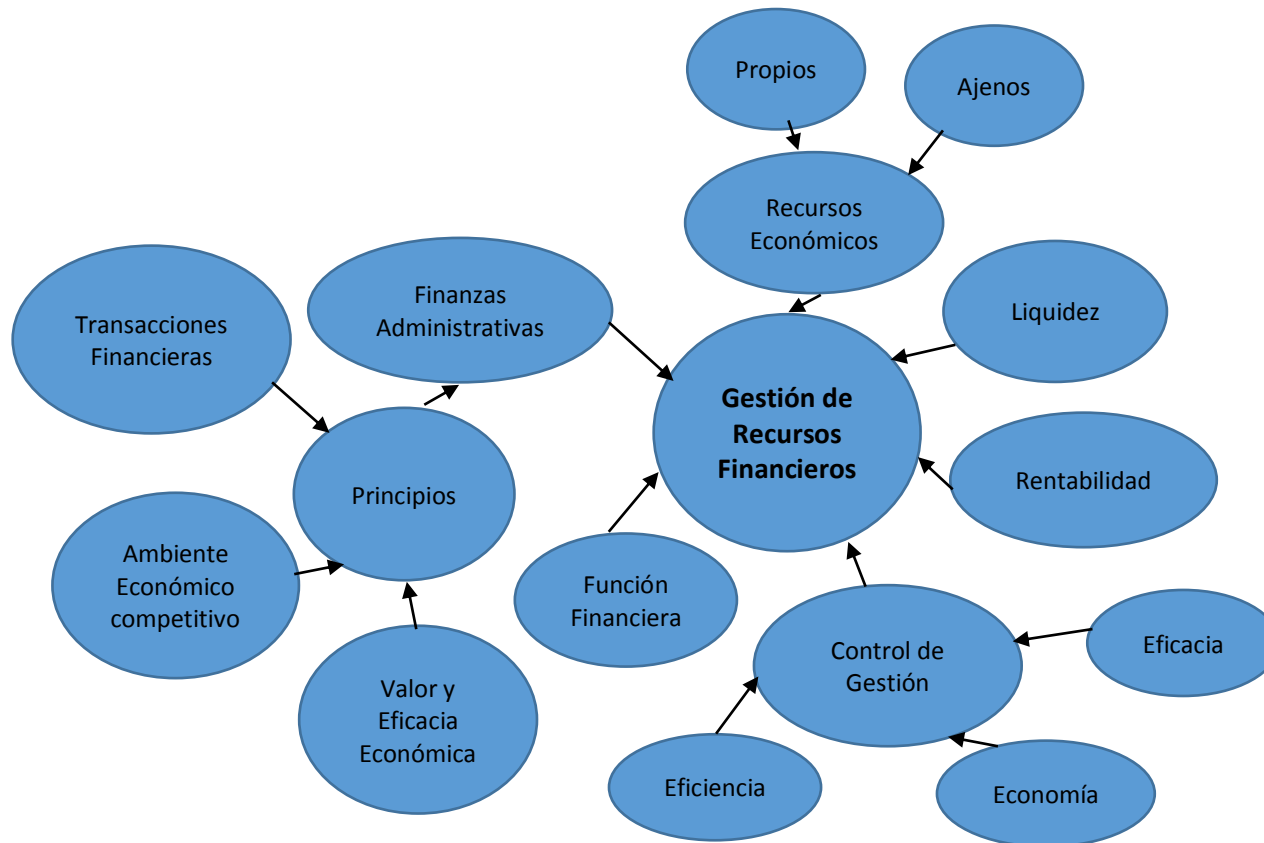 Propios
Ajenos
Recursos
Económicos
Finanzas
Administrativas
Transacciones
Financieras
Liquidez
Gestión de
Recursos
Financieros
Principios
Rentabilidad
Ambiente
Económico
competitivo
Función
Financiera
Control de
Gestión
Eficacia
Valor y
Eficacia
Económica
Eficiencia
Economía